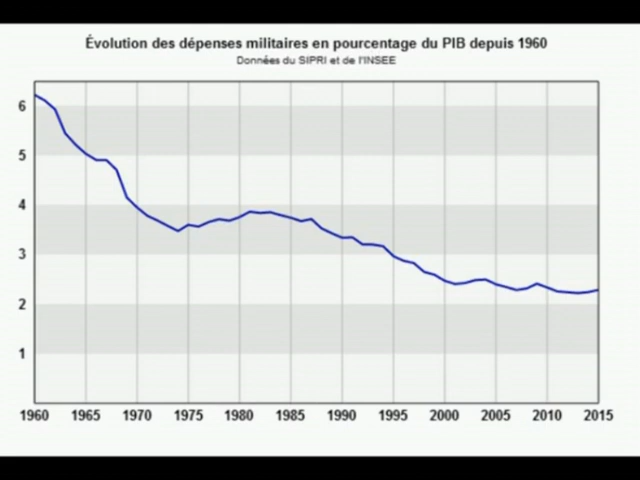 Évolution des dépenses militaires en pourcentage du PIB depuis 1960
Données du SIPRI et de l'INSEE
6
5
4
3
2
1
1960 1965 1970 1975 1980 1985 1990 1995 2000 2005 2010 2015